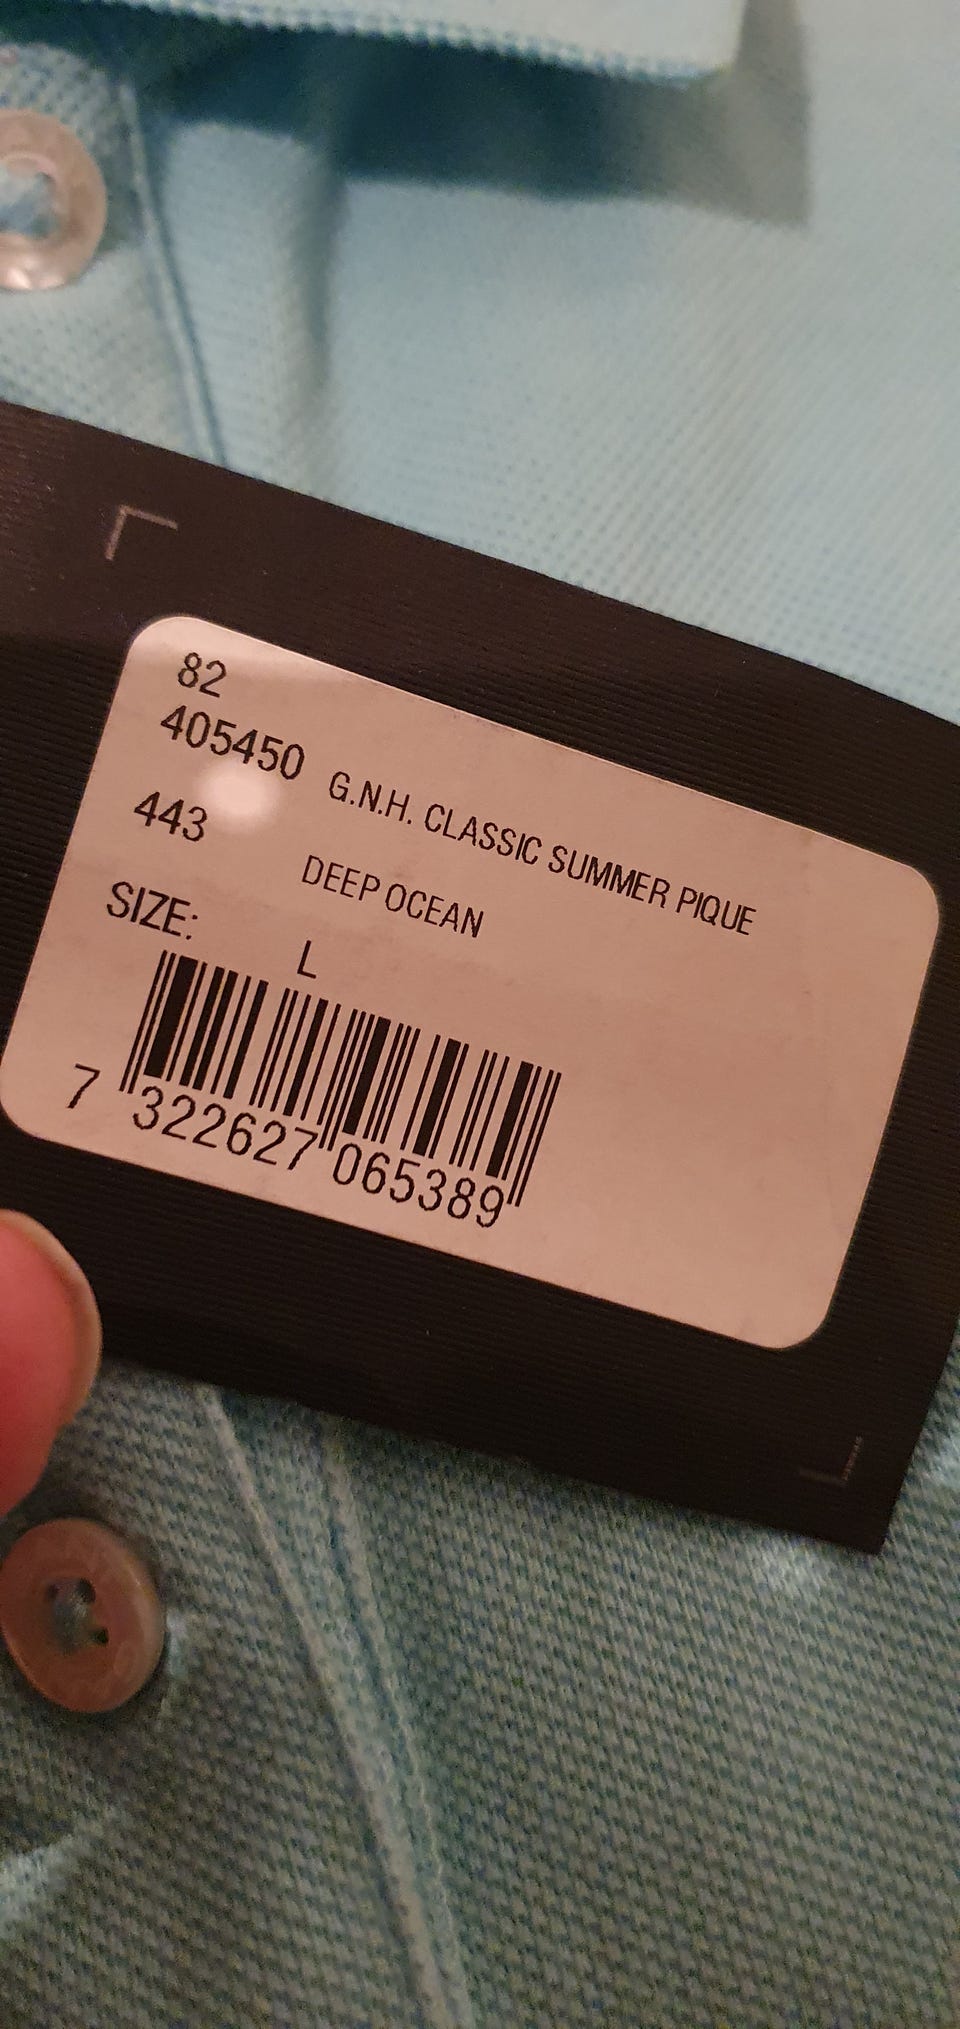 82
405450 G.N.H. CLASSIC SUMMER PIQUE
443 DEEP OCEAN
SIZE: L
7 322627 065389